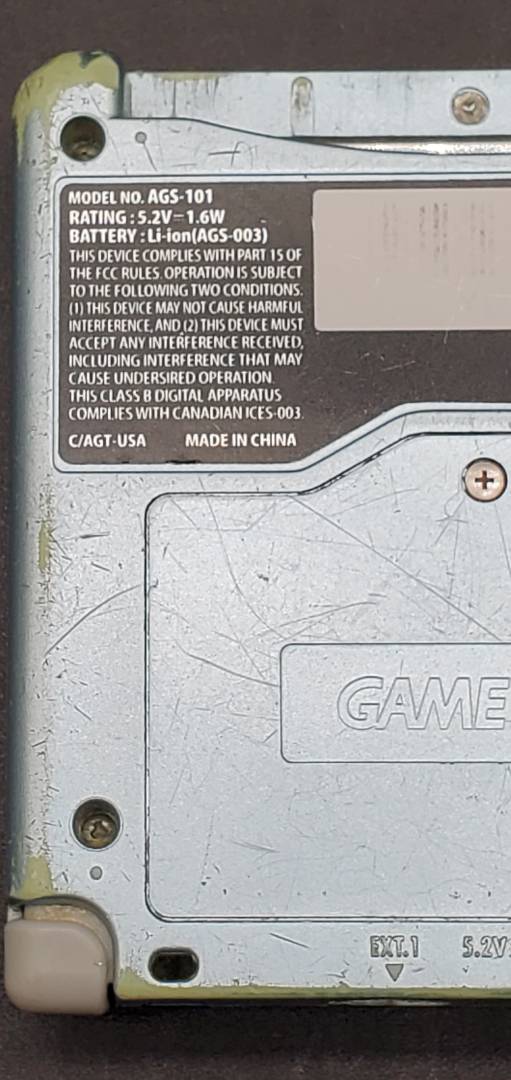 MODEL NO. AGS-101
RATING : 5.2V⎓1.6W
BATTERY : Li-ion(AGS-003)
THIS DEVICE COMPLIES WITH PART 15 OF
THE FCC RULES. OPERATION IS SUBJECT
TO THE FOLLOWING TWO CONDITIONS.
(1) THIS DEVICE MAY NOT CAUSE HARMFUL
INTERFERENCE, AND (2) THIS DEVICE MUST
ACCEPT ANY INTERFERENCE RECEIVED,
INCLUDING INTERFERENCE THAT MAY
CAUSE UNDERSIRED OPERATION.
THIS CLASS B DIGITAL APPARATUS
COMPLIES WITH CANADIAN ICES-003.
C/AGT-USA MADE IN CHINA
GAME
EXT.1 5.2V